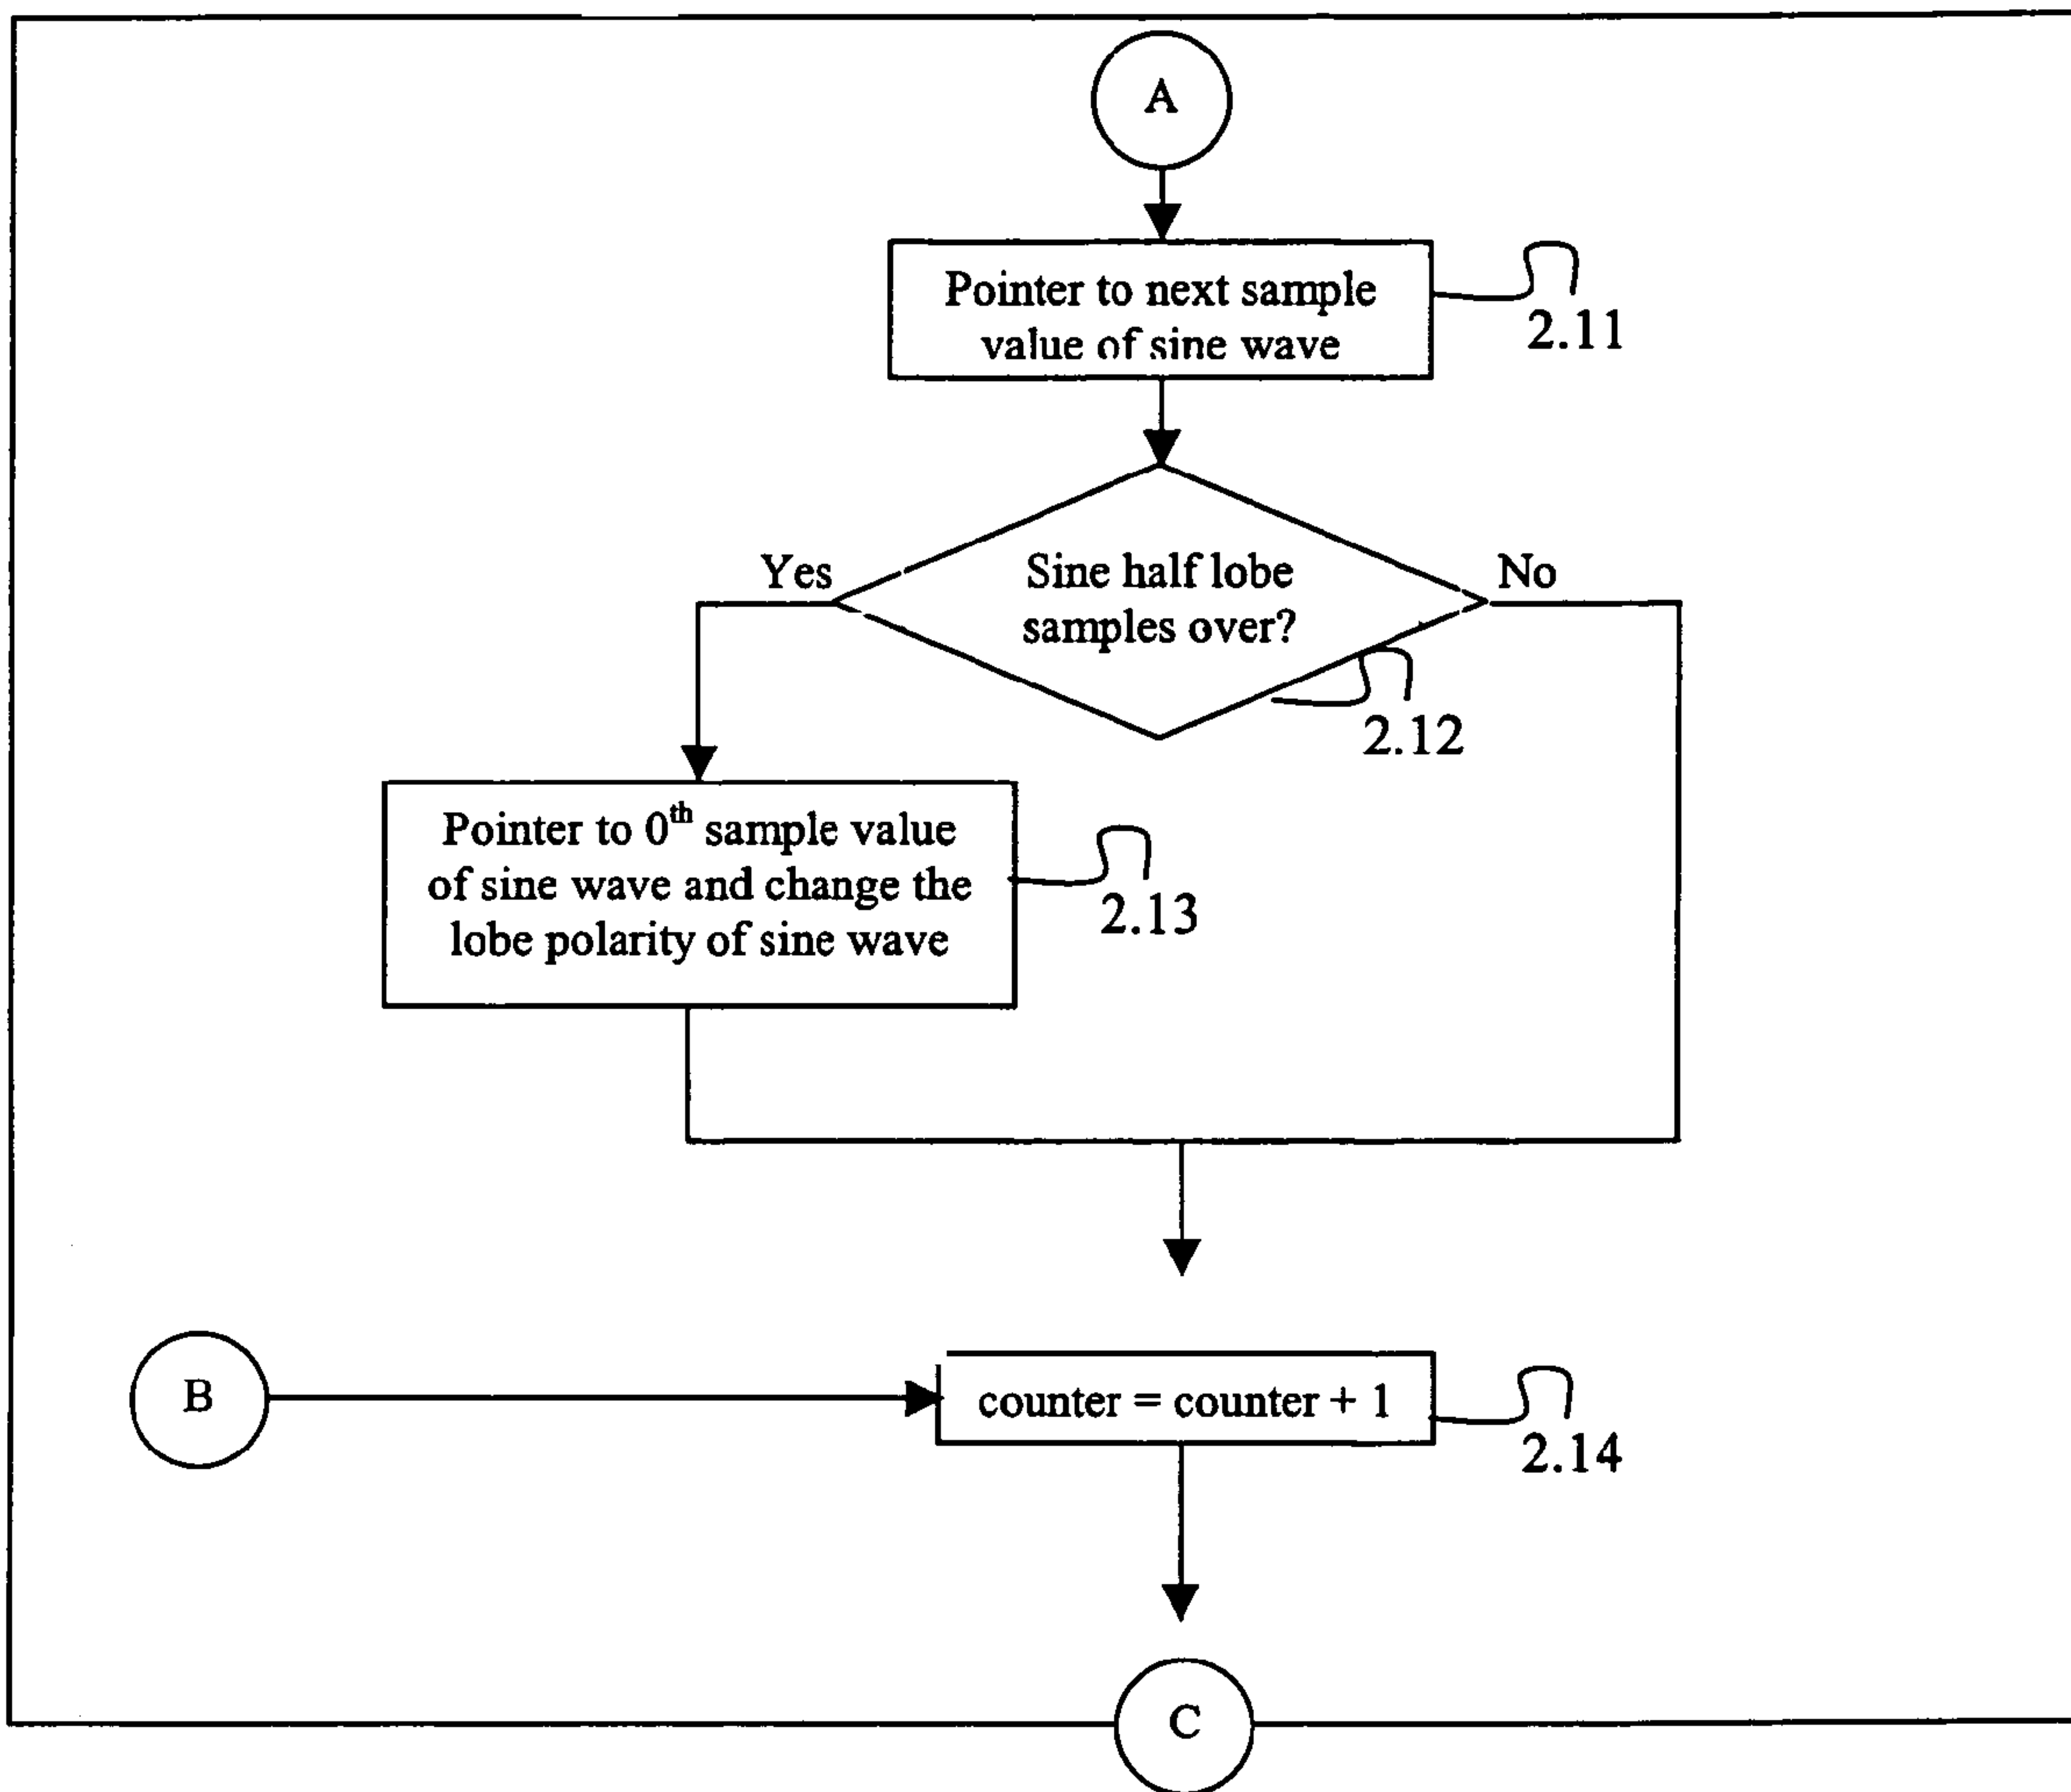 A
Pointer to next sample
value of sine wave
2.11
Yes
Sine half lobe
samples over?
No
2.12
Pointer to 0th sample value
of sine wave and change the
lobe polarity of sine wave
2.13
B
counter = counter + 1
2.14
C